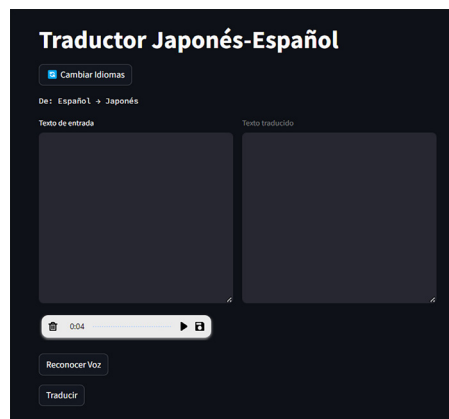 Traductor Japonés-Español
Cambiar Idiomas
De: Español → Japonés
Texto de entrada
Texto traducido
0:04
Reconocer Voz
Traducir